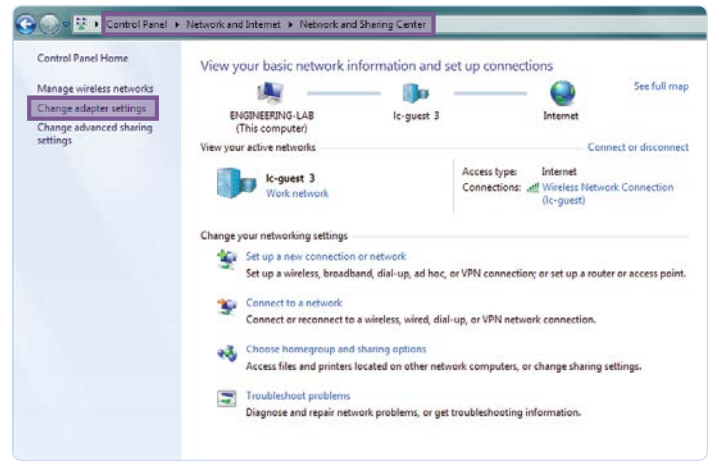 Control Panel ▸ Network and Internet ▸ Network and Sharing Center
Control Panel Home
Manage wireless networks
Change adapter settings
Change advanced sharing
settings
View your basic network information and set up connections
See full map
ENGINEERING-LAB
(This computer)
lc-guest 3
Internet
View your active networks
Connect or disconnect
lc-guest 3
Work network
Access type: Internet
Connections: Wireless Network Connection
(lc-guest)
Change your networking settings
Set up a new connection or network
Set up a wireless, broadband, dial-up, ad hoc, or VPN connection; or set up a router or access point.
Connect to a network
Connect or reconnect to a wireless, wired, dial-up, or VPN network connection.
Choose homegroup and sharing options
Access files and printers located on other network computers, or change sharing settings.
Troubleshoot problems
Diagnose and repair network problems, or get troubleshooting information.